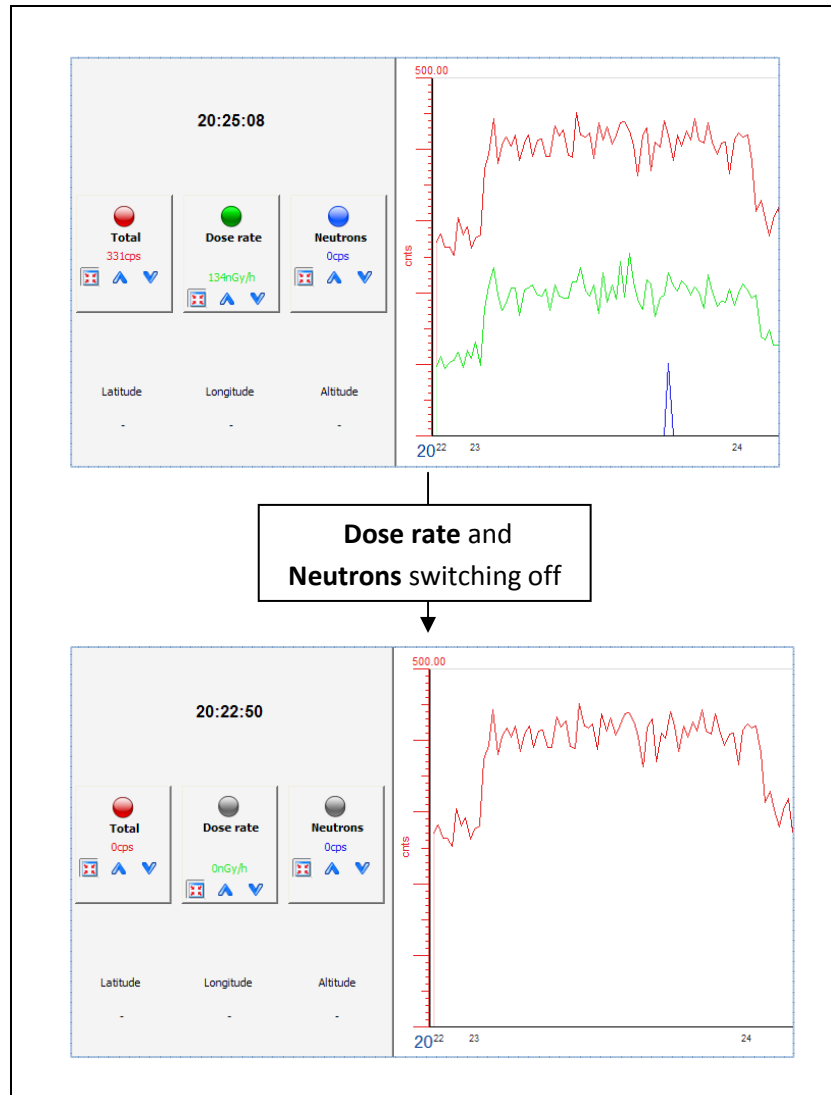 500.00
20:25:08
Total
Dose rate
Neutrons
331cps
134nGy/h
0cps
cnts
Latitude
Longitude
Altitude
-
-
-
20 22
23
24
Dose rate and
Neutrons switching off
500.00
20:22:50
Total
Dose rate
Neutrons
0cps
0nGy/h
0cps
cnts
Latitude
Longitude
Altitude
-
-
-
20 22
23
24